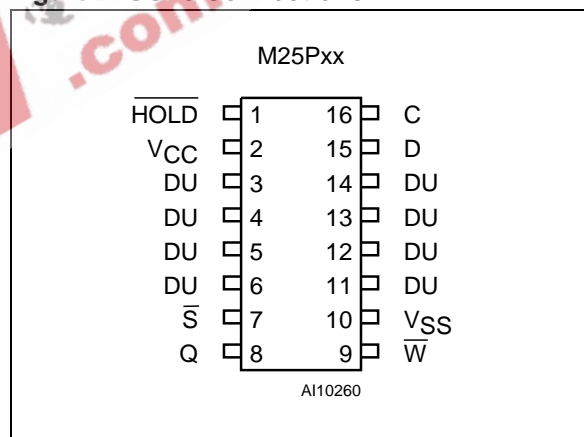 .com
M25Pxx
H̅O̅L̅D̅ 1 16 C
VCC 2 15 D
DU 3 14 DU
DU 4 13 DU
DU 5 12 DU
DU 6 11 DU
S̅ 7 10 VSS
Q 8 9 W̅
AI10260